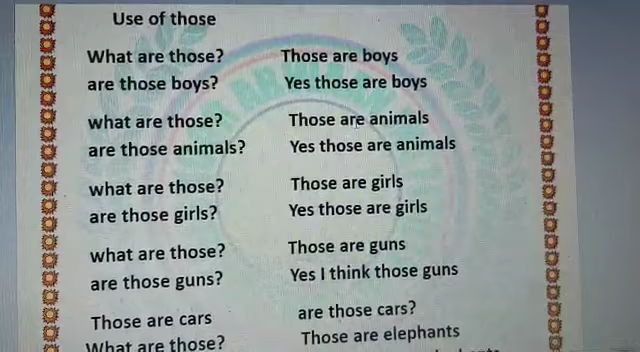 Use of those
What are those? Those are boys
are those boys? Yes those are boys
what are those? Those are animals
are those animals? Yes those are animals
what are those? Those are girls
are those girls? Yes those are girls
what are those? Those are guns
are those guns? Yes I think those guns
Those are cars are those cars?
What are those? Those are elephants